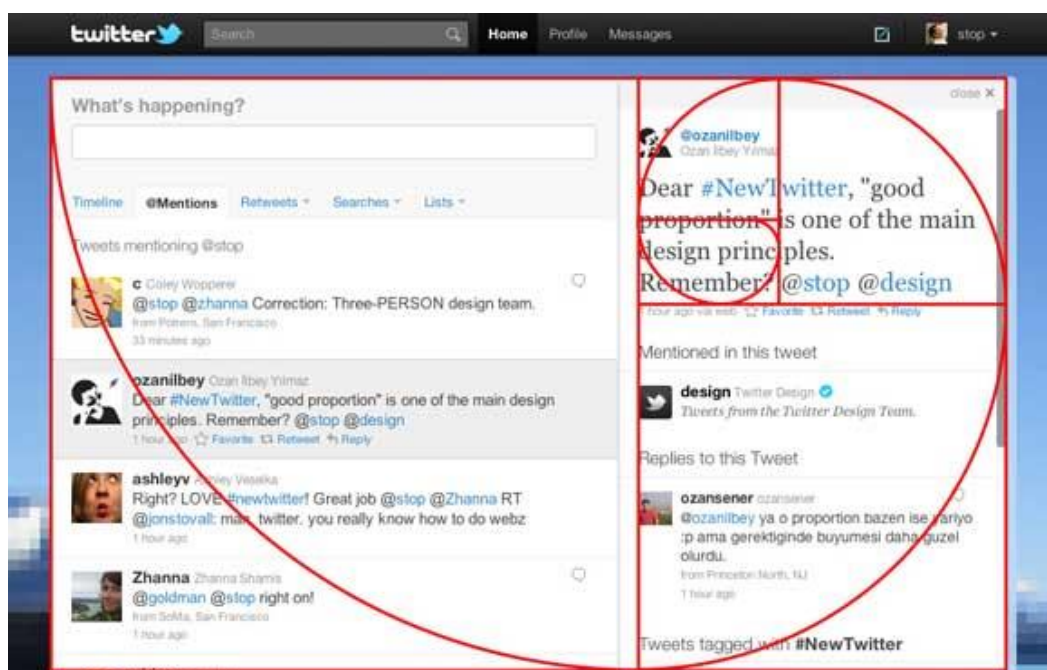 twitter
Search
Home Profile Messages
stop
What's happening?
Timeline @Mentions Retweets Searches Lists
Tweets mentioning @stop
c Coley Wopperer
@stop @zhanna Correction: Three-PERSON design team.
from Potrero, San Francisco
33 minutes ago
ozanilbey Ozan Ilbey Yılmaz
Dear #NewTwitter, "good proportion" is one of the main design
principles. Remember? @stop @design
1 hour ago Favorite Retweet Reply
ashleyv Ashley Veselka
Right? LOVE #newtwitter! Great job @stop @Zhanna RT
@jonstovall: man, twitter. you really know how to do webz
1 hour ago
Zhanna Zhanna Shamis
@goldman @stop right on!
from SoMa, San Francisco
1 hour ago
close X
@ozanilbey
Ozan Ilbey Yılmaz
Dear #NewTwitter, "good
proportion" is one of the main
design principles.
Remember? @stop @design
1 hour ago via web Favorite Retweet Reply
Mentioned in this tweet
design Twitter Design
Tweets from the Twitter Design Team.
Replies to this Tweet
ozansener ozansener
@ozanilbey ya o proportion bazen ise yariyo
:p ama gerektiginde buyumesi daha guzel
olurdu.
from Princeton North, NJ
1 hour ago
Tweets tagged with #NewTwitter